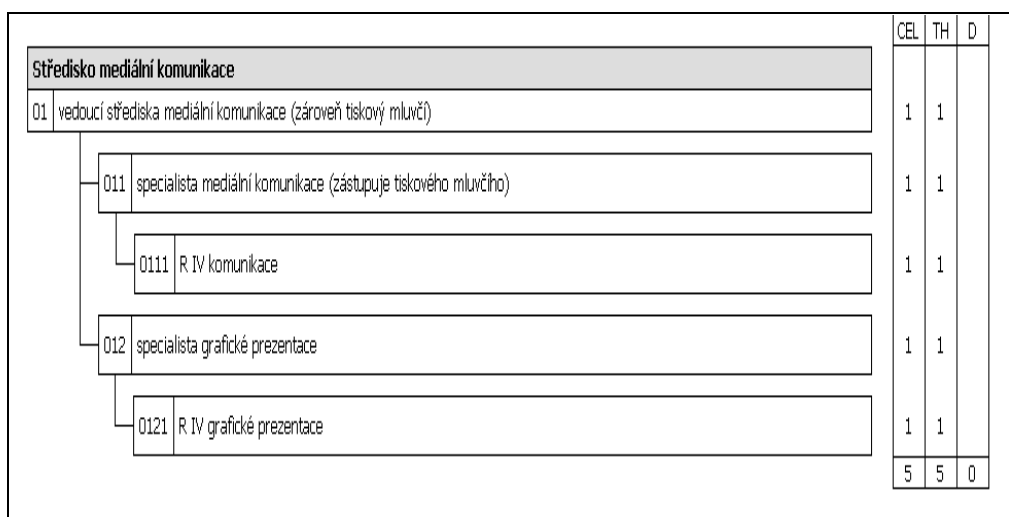 CEL TH D
Středisko mediální komunikace
01 vedoucí střediska mediální komunikace (zároveň tiskový mluvčí) 1 1
011 specialista mediální komunikace (zástupuje tiskového mluvčího) 1 1
0111 R IV komunikace 1 1
012 specialista grafické prezentace 1 1
0121 R IV grafické prezentace 1 1
5 5 0